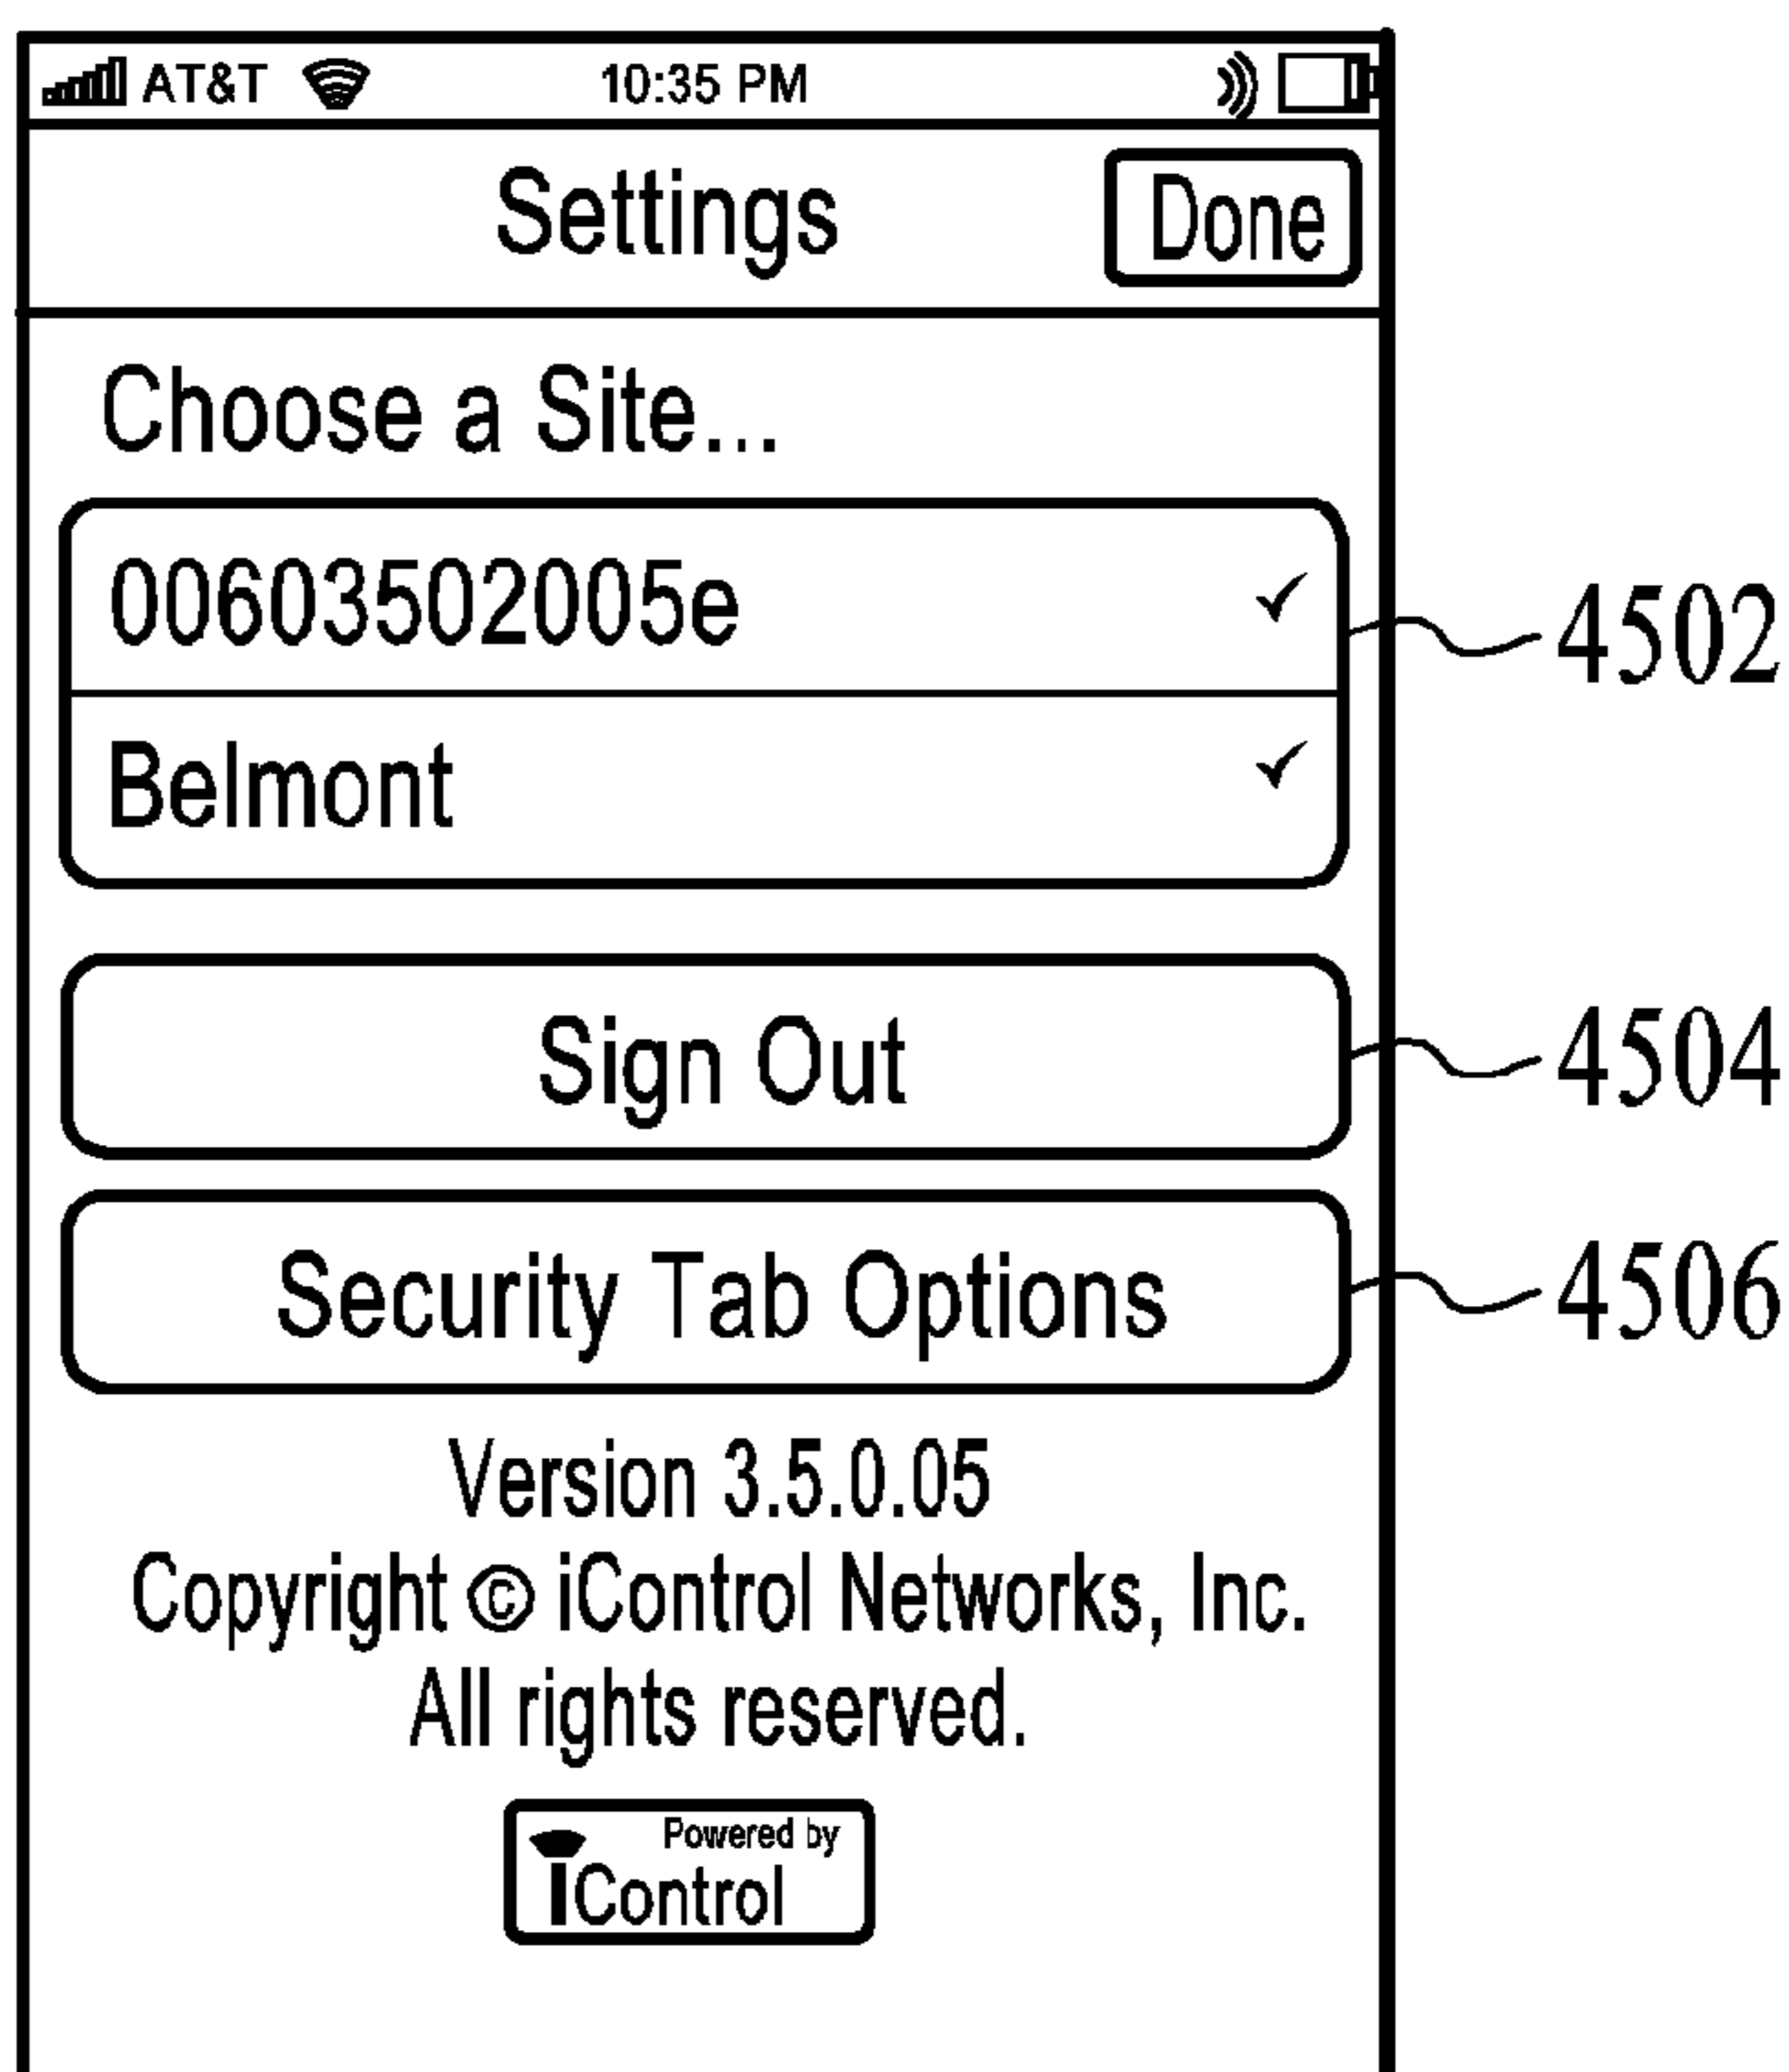 AT&T 10:35 PM
Settings Done
Choose a Site...
00603502005e
4502
Belmont
Sign Out
4504
Security Tab Options
4506
Version 3.5.0.05
Copyright © iControl Networks, Inc.
All rights reserved.
Powered by
iControl